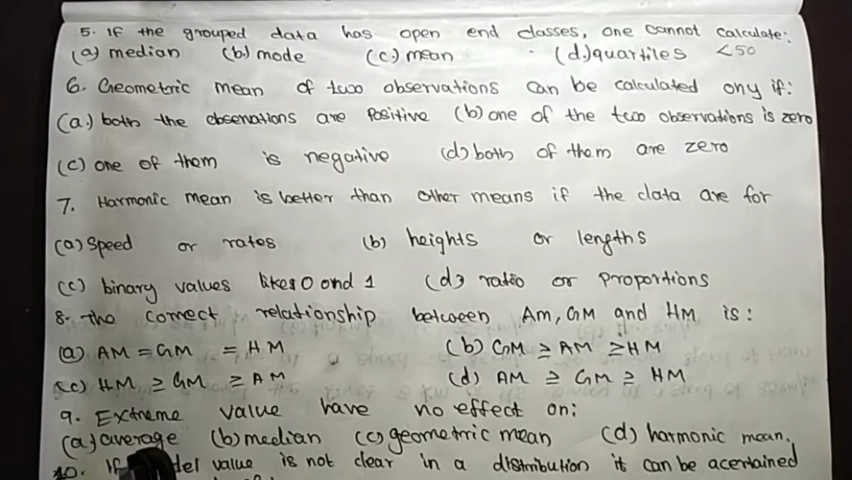 5. If the grouped data has open end classes, one cannot calculate:
(a) median (b) mode (c) mean (d) quartiles <50
6. Geometric mean of two observations can be calculated ony if:
(a) both the obsenations are Positive (b) one of the two observations is zero
(c) one of them is negative (d) both of them are zero
7. Harmonic mean is better than other means if the data are for
(a) Speed or rates (b) heights or lengths
(c) binary values likes 0 and 1 (d) ratio or Proportions
8. The correct relationship between Am, GM and HM is:
(a) AM = GM = HM (b) GM ≥ AM ≥ HM
(c) HM ≥ GM ≥ AM (d) AM ≥ GM ≥ HM
9. Extreme value have no effect on:
(a) average (b) median (c) geometric mean (d) harmonic mean.
10. If value is not clear in a distribution it can be acertained